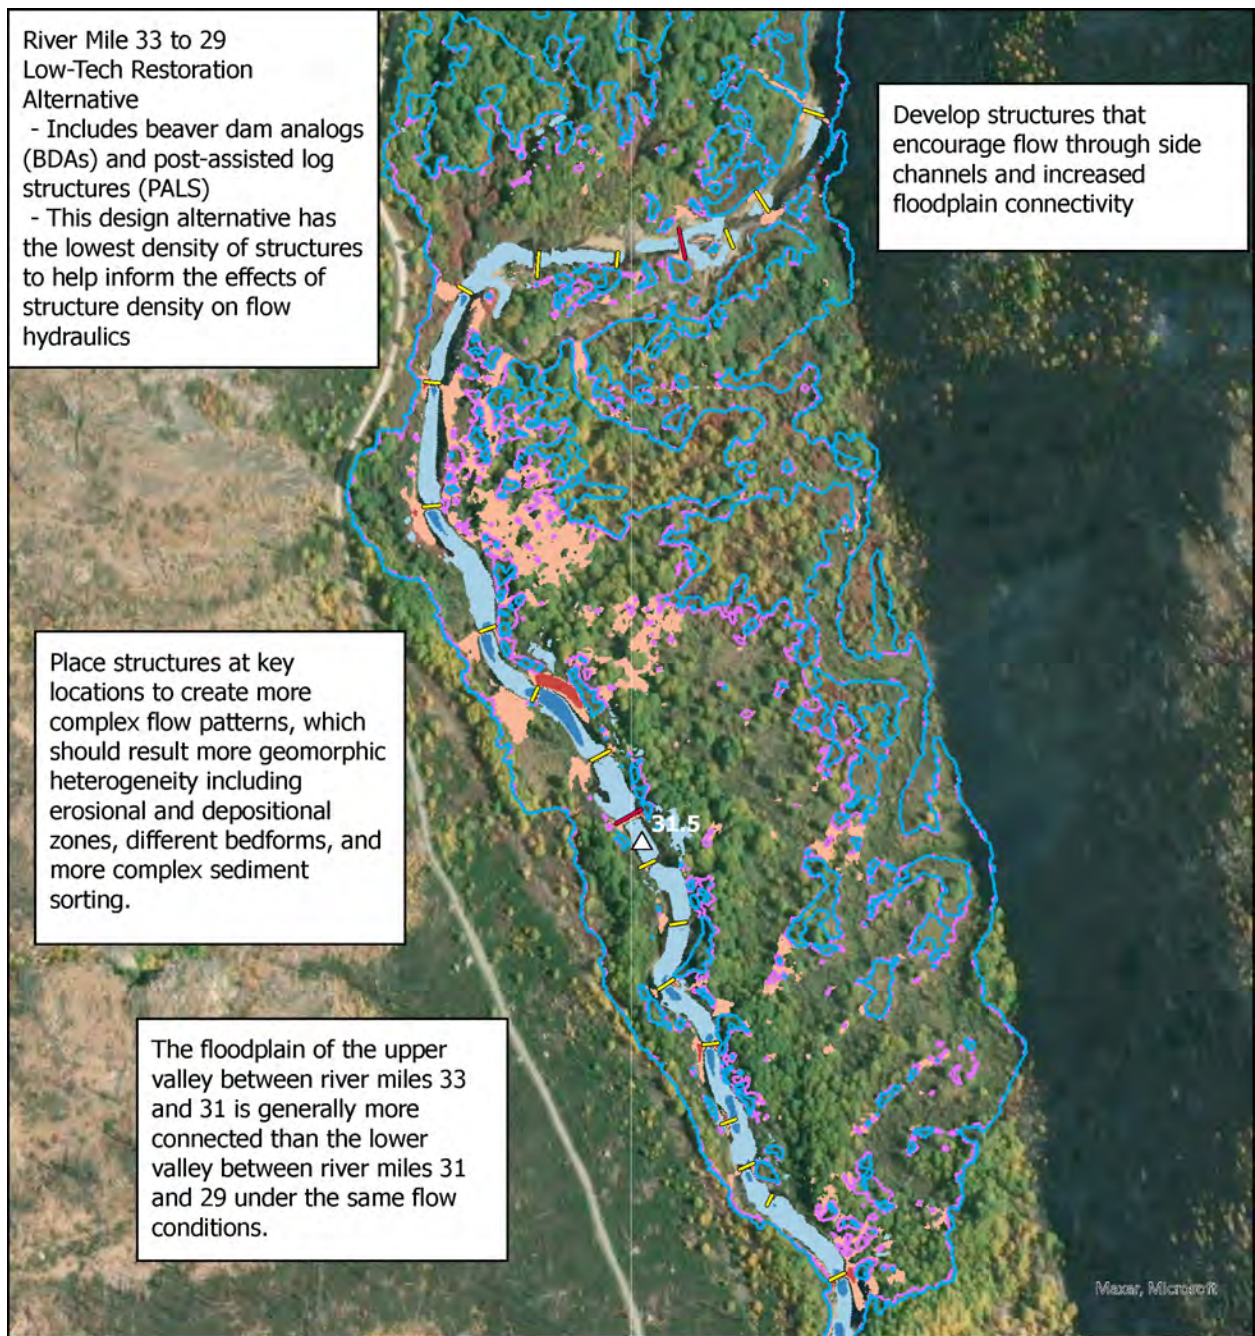 River Mile 33 to 29
Low-Tech Restoration
Alternative
- Includes beaver dam analogs
(BDAs) and post-assisted log
structures (PALS)
- This design alternative has
the lowest density of structures
to help inform the effects of
structure density on flow
hydraulics
Develop structures that
encourage flow through side
channels and increased
floodplain connectivity
Place structures at key
locations to create more
complex flow patterns, which
should result more geomorphic
heterogeneity including
erosional and depositional
zones, different bedforms, and
more complex sediment
sorting.
31.5
The floodplain of the upper
valley between river miles 33
and 31 is generally more
connected than the lower
valley between river miles 31
and 29 under the same flow
conditions.
Maxar, Microsoft